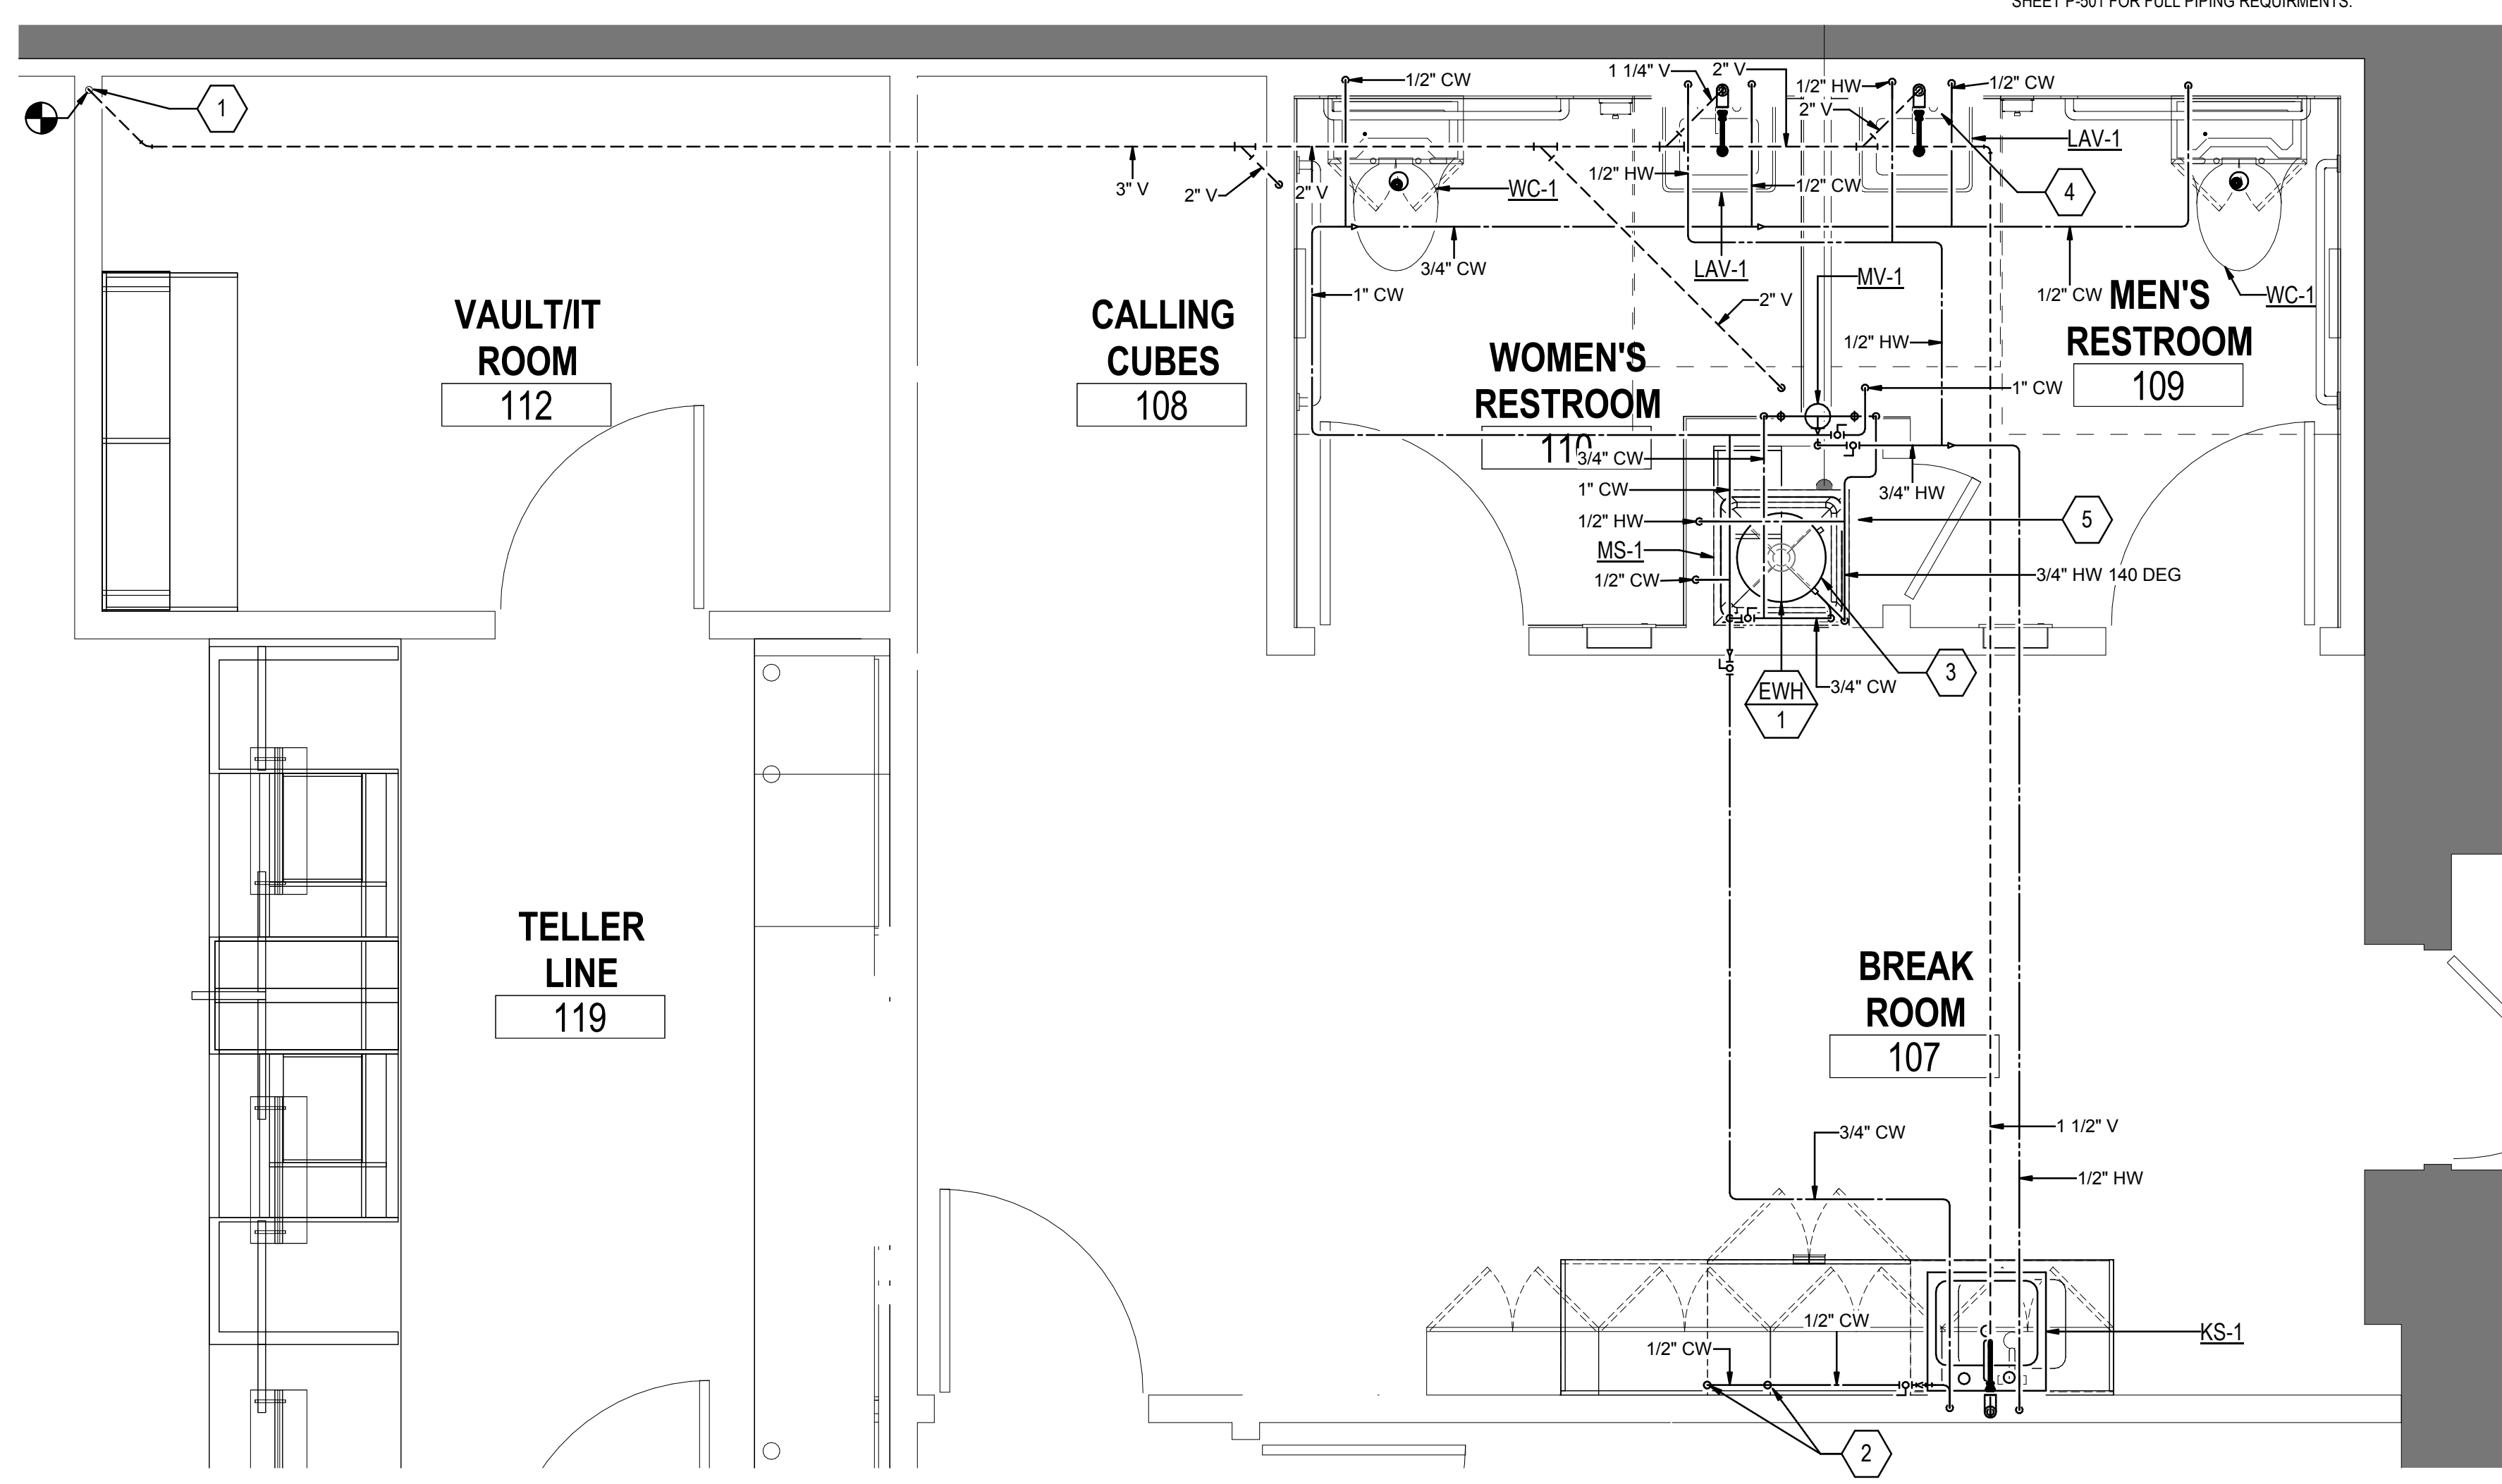 SHEET P-501 FOR FULL PIPING REQUIRMENTS.
1
1/2" CW
1 1/4" V
2" V
1/2" HW
1/2" CW
2" V
LAV-1
3" V
2" V
2" V
WC-1
1/2" HW
1/2" CW
4
3/4" CW
LAV-1
MV-1
1" CW
2" V
1/2" CW
WC-1
VAULT/IT
ROOM
112
CALLING
CUBES
108
WOMEN'S
RESTROOM
110
1/2" HW
MEN'S
RESTROOM
109
1" CW
3/4" CW
1" CW
3/4" HW
1/2" HW
5
MS-1
1/2" CW
3/4" HW 140 DEG
EWH
1
3/4" CW
3
TELLER
LINE
119
BREAK
ROOM
107
3/4" CW
1 1/2" V
1/2" HW
1/2" CW
1/2" CW
KS-1
2